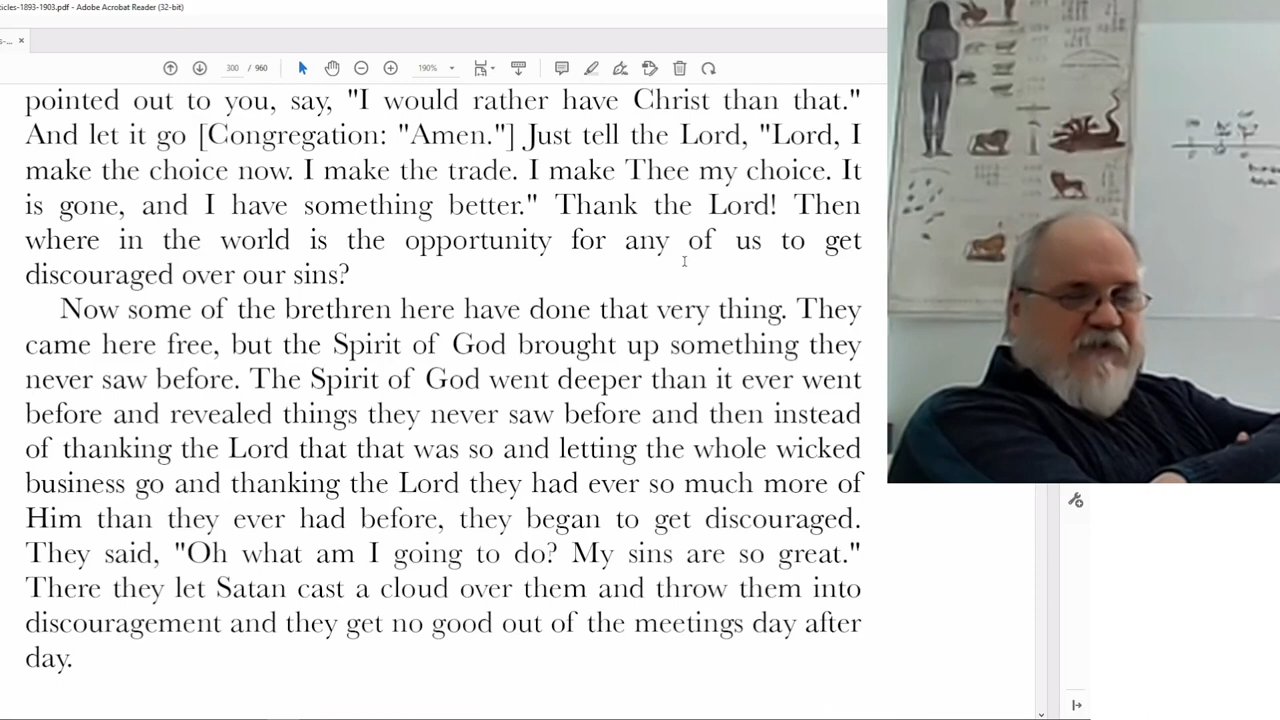 icles-1893-1903.pdf - Adobe Acrobat Reader (32-bit)
s-... ×
300 / 960
190%
pointed out to you, say, "I would rather have Christ than that."
And let it go [Congregation: "Amen."] Just tell the Lord, "Lord, I
make the choice now. I make the trade. I make Thee my choice. It
is gone, and I have something better." Thank the Lord! Then
where in the world is the opportunity for any of us to get
discouraged over our sins?
Now some of the brethren here have done that very thing. They
came here free, but the Spirit of God brought up something they
never saw before. The Spirit of God went deeper than it ever went
before and revealed things they never saw before and then instead
of thanking the Lord that that was so and letting the whole wicked
business go and thanking the Lord they had ever so much more of
Him than they ever had before, they began to get discouraged.
They said, "Oh what am I going to do? My sins are so great."
There they let Satan cast a cloud over them and throw them into
discouragement and they get no good out of the meetings day after
day.